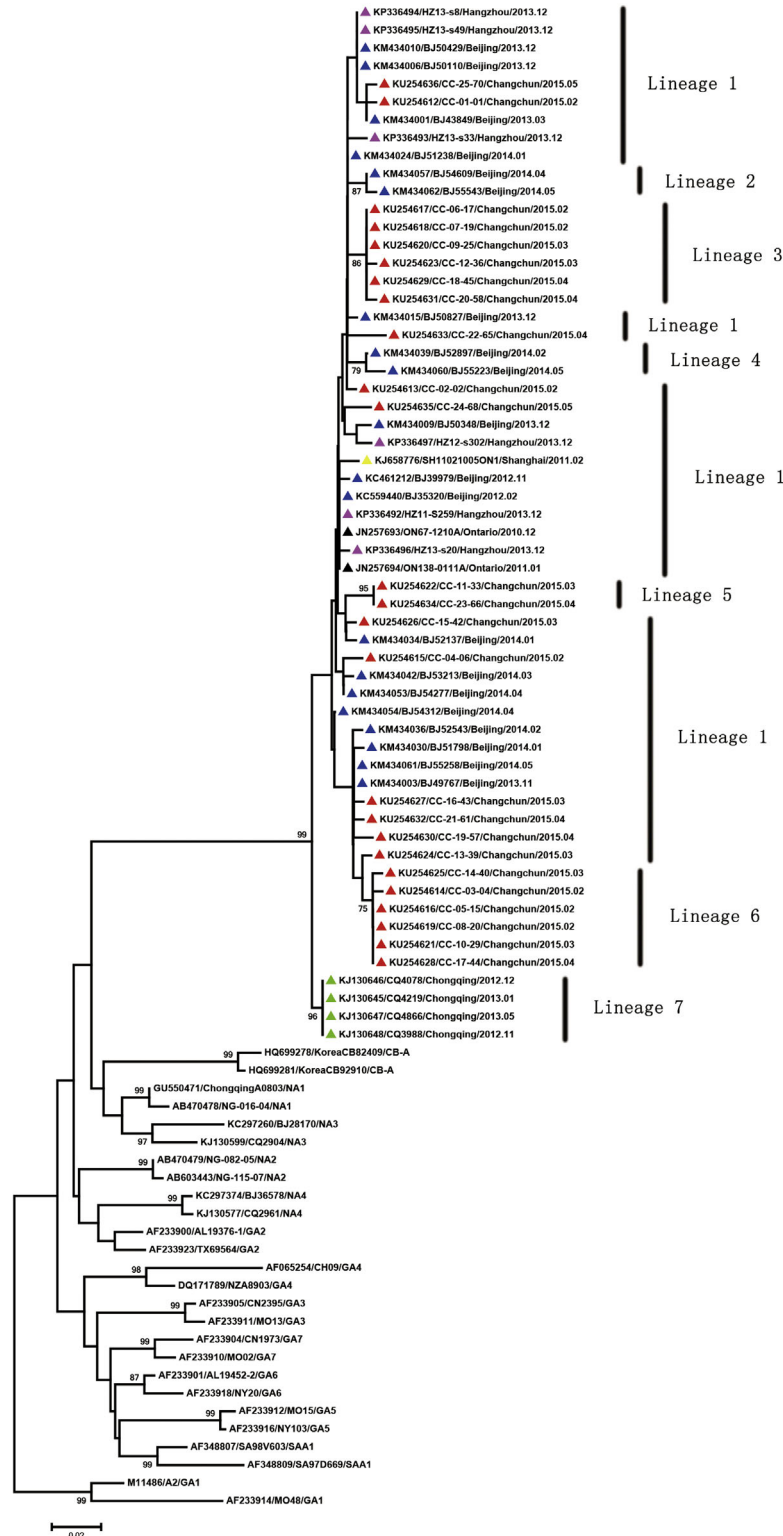 KP336494/HZ13-s8/Hangzhou/2013.12
KP336495/HZ13-s49/Hangzhou/2013.12
KM434010/BJ50429/Beijing/2013.12
KM434006/BJ50110/Beijing/2013.12
KU254636/CC-25-70/Changchun/2015.05
Lineage 1
KU254612/CC-01-01/Changchun/2015.02
KM434001/BJ43849/Beijing/2013.03
KP336493/HZ13-s33/Hangzhou/2013.12
KM434024/BJ51238/Beijing/2014.01
KM434057/BJ54609/Beijing/2014.04
Lineage 2
87
KM434062/BJ55543/Beijing/2014.05
KU254617/CC-06-17/Changchun/2015.02
KU254618/CC-07-19/Changchun/2015.02
KU254620/CC-09-25/Changchun/2015.03
Lineage 3
86
KU254623/CC-12-36/Changchun/2015.03
KU254629/CC-18-45/Changchun/2015.04
KU254631/CC-20-58/Changchun/2015.04
KM434015/BJ50827/Beijing/2013.12
Lineage 1
KU254633/CC-22-65/Changchun/2015.04
KM434039/BJ52897/Beijing/2014.02
Lineage 4
79
KM434060/BJ55223/Beijing/2014.05
KU254613/CC-02-02/Changchun/2015.02
KU254635/CC-24-68/Changchun/2015.05
KM434009/BJ50348/Beijing/2013.12
KP336497/HZ12-s302/Hangzhou/2013.12
KJ658776/SH11021005ON1/Shanghai/2011.02
Lineage 1
KC461212/BJ39979/Beijing/2012.11
KC559440/BJ35320/Beijing/2012.02
KP336492/HZ11-S259/Hangzhou/2013.12
JN257693/ON67-1210A/Ontario/2010.12
KP336496/HZ13-s20/Hangzhou/2013.12
JN257694/ON138-0111A/Ontario/2011.01
95
KU254622/CC-11-33/Changchun/2015.03
Lineage 5
KU254634/CC-23-66/Changchun/2015.04
KU254626/CC-15-42/Changchun/2015.03
KM434034/BJ52137/Beijing/2014.01
KU254615/CC-04-06/Changchun/2015.02
KM434042/BJ53213/Beijing/2014.03
KM434053/BJ54277/Beijing/2014.04
KM434054/BJ54312/Beijing/2014.04
KM434036/BJ52543/Beijing/2014.02
Lineage 1
KM434030/BJ51798/Beijing/2014.01
KM434061/BJ55258/Beijing/2014.05
KM434003/BJ49767/Beijing/2013.11
KU254627/CC-16-43/Changchun/2015.03
KU254632/CC-21-61/Changchun/2015.04
99
KU254630/CC-19-57/Changchun/2015.04
KU254624/CC-13-39/Changchun/2015.03
KU254625/CC-14-40/Changchun/2015.03
KU254614/CC-03-04/Changchun/2015.02
75
KU254616/CC-05-15/Changchun/2015.02
Lineage 6
KU254619/CC-08-20/Changchun/2015.02
KU254621/CC-10-29/Changchun/2015.03
KU254628/CC-17-44/Changchun/2015.04
KJ130646/CQ4078/Chongqing/2012.12
KJ130645/CQ4219/Chongqing/2013.01
Lineage 7
96
KJ130647/CQ4866/Chongqing/2013.05
KJ130648/CQ3988/Chongqing/2012.11
99
HQ699278/KoreaCB82409/CB-A
HQ699281/KoreaCB92910/CB-A
99
GU550471/ChongqingA0803/NA1
AB470478/NG-016-04/NA1
KC297260/BJ28170/NA3
97
KJ130599/CQ2904/NA3
99
AB470479/NG-082-05/NA2
AB603443/NG-115-07/NA2
99
KC297374/BJ36578/NA4
KJ130577/CQ2961/NA4
AF233900/AL19376-1/GA2
AF233923/TX69564/GA2
98
AF065254/CH09/GA4
DQ171789/NZA8903/GA4
99
AF233905/CN2395/GA3
AF233911/MO13/GA3
99
AF233904/CN1973/GA7
AF233910/MO02/GA7
87
AF233901/AL19452-2/GA6
AF233918/NY20/GA6
99
AF233912/MO15/GA5
AF233916/NY103/GA5
AF348807/SA98V603/SAA1
99
AF348809/SA97D669/SAA1
M11486/A2/GA1
99
AF233914/MO48/GA1
0.02